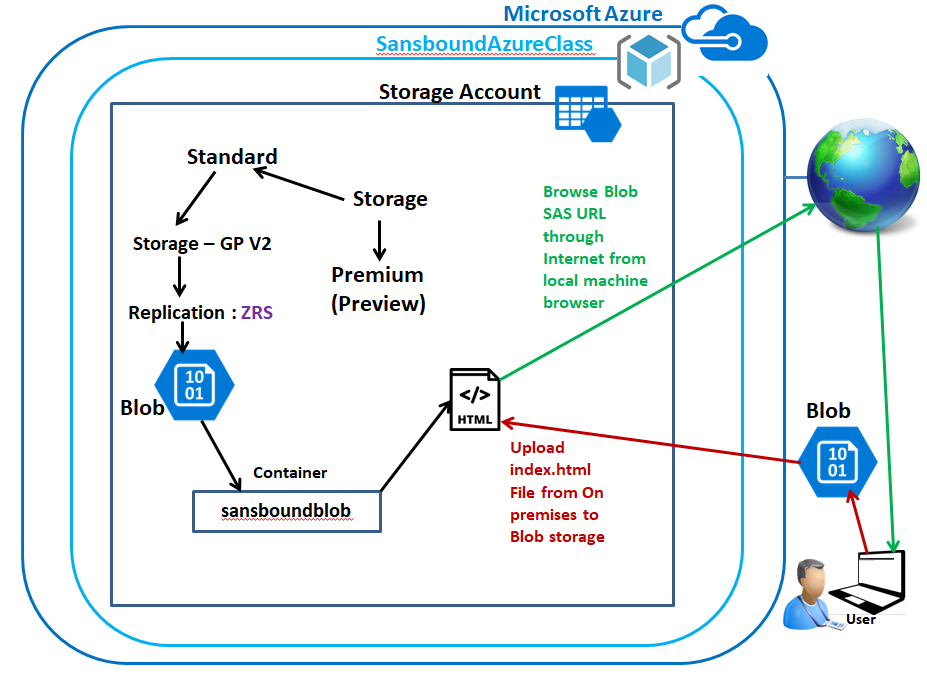 Microsoft Azure
SansboundAzureClass
Storage Account
Standard
Storage
Storage – GP V2
Premium
(Preview)
Replication : ZRS
10
01
Blob
Container
sansboundblob
</>
HTML
Browse Blob
SAS URL
through
Internet from
local machine
browser
Upload
index.html
File from On
premises to
Blob storage
Blob
10
01
User